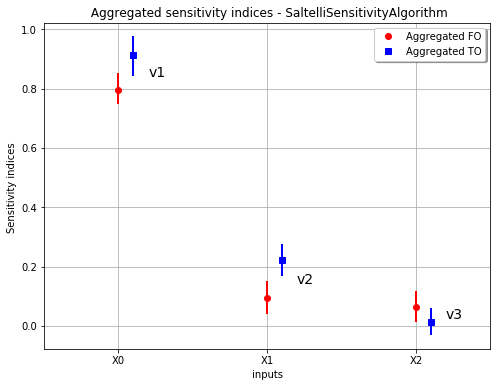 Aggregated sensitivity indices - SaltelliSensitivityAlgorithm
Aggregated FO
Aggregated TO
1.0
0.8
0.6
0.4
0.2
0.0
Sensitivity indices
v1
v2
v3
X0
X1
X2
inputs